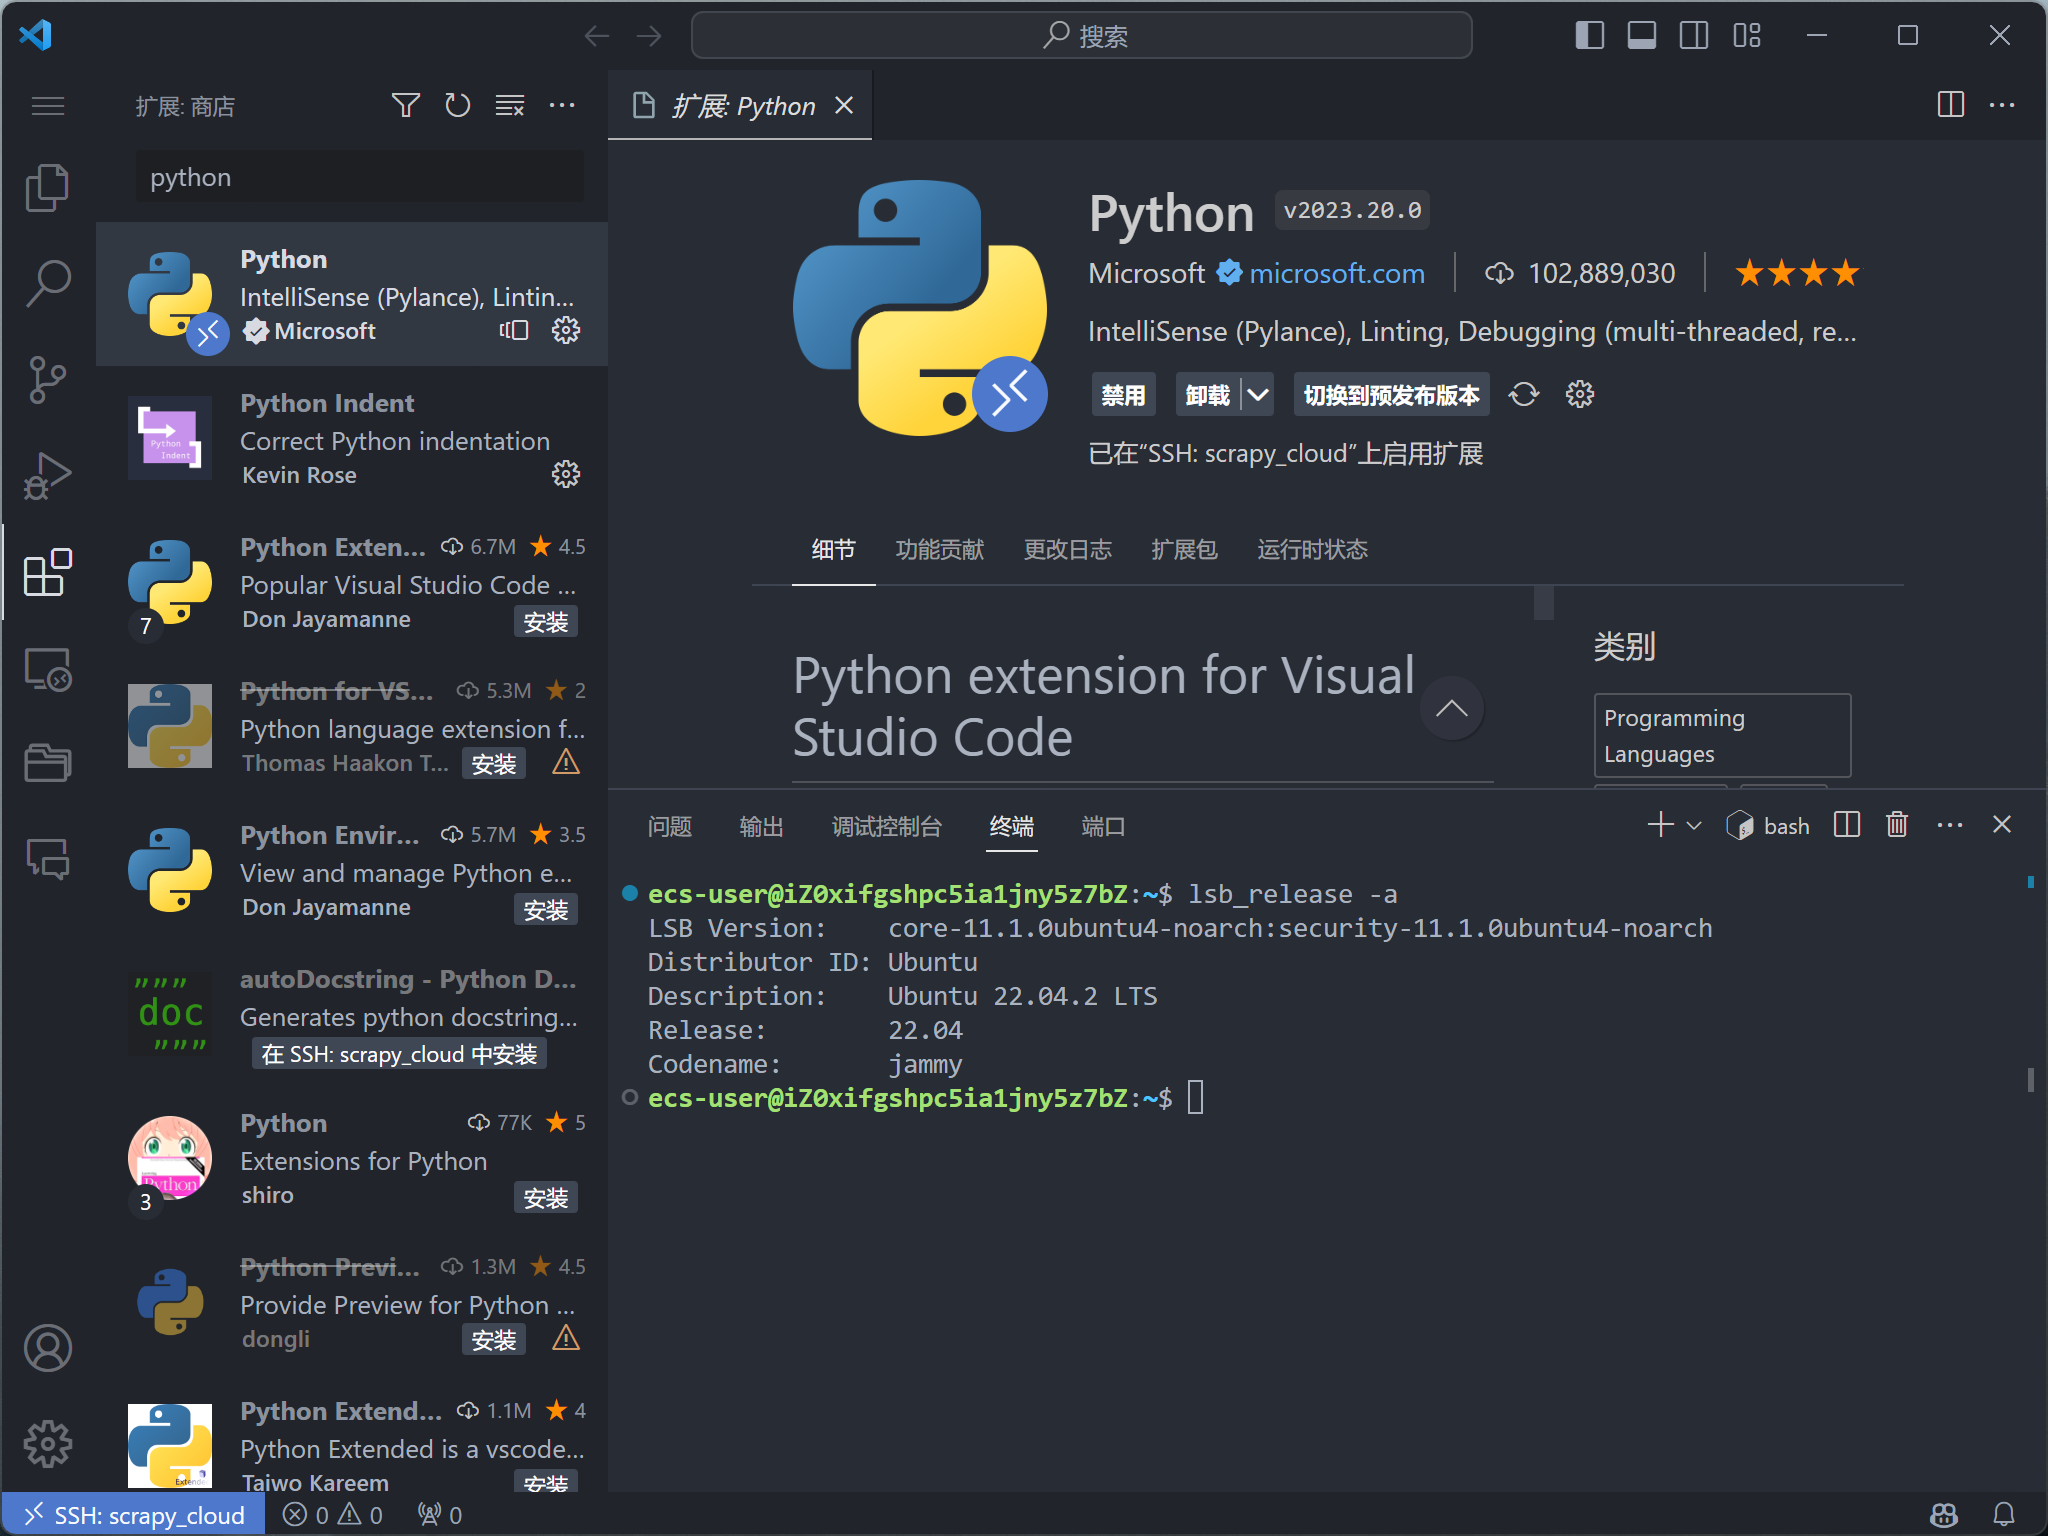 搜索
扩展: 商店
python
Python
IntelliSense (Pylance), Lintin...
Microsoft
Python Indent
Correct Python indentation
Kevin Rose
Python
Indent
Python Exten... 6.7M 4.5
Popular Visual Studio Code ...
Don Jayamanne 安装
7
Python for VS... 5.3M 2
Python language extension f...
Thomas Haakon T... 安装
Python Envir... 5.7M 3.5
View and manage Python e...
Don Jayamanne 安装
"""
doc
"""
autoDocstring - Python D...
Generates python docstring...
在 SSH: scrapy_cloud 中安装
Python 77K 5
Extensions for Python
shiro 安装
Python
3
Python Previ... 1.3M 4.5
Provide Preview for Python ...
dongli 安装
Python Extend... 1.1M 4
Python Extended is a vscode...
Taiwo Kareem 安装
扩展: Python
Python v2023.20.0
Microsoft microsoft.com 102,889,030
IntelliSense (Pylance), Linting, Debugging (multi-threaded, re...
禁用 卸载 切换到预发布版本
已在“SSH: scrapy_cloud”上启用扩展
细节 功能贡献 更改日志 扩展包 运行时状态
Python extension for Visual
Studio Code
类别
Programming
Languages
问题 输出 调试控制台 终端 端口 bash
ecs-user@iZ0xifgshpc5ia1jny5z7bZ:~$ lsb_release -a
LSB Version: core-11.1.0ubuntu4-noarch:security-11.1.0ubuntu4-noarch
Distributor ID: Ubuntu
Description: Ubuntu 22.04.2 LTS
Release: 22.04
Codename: jammy
ecs-user@iZ0xifgshpc5ia1jny5z7bZ:~$
SSH: scrapy_cloud 0 0 0